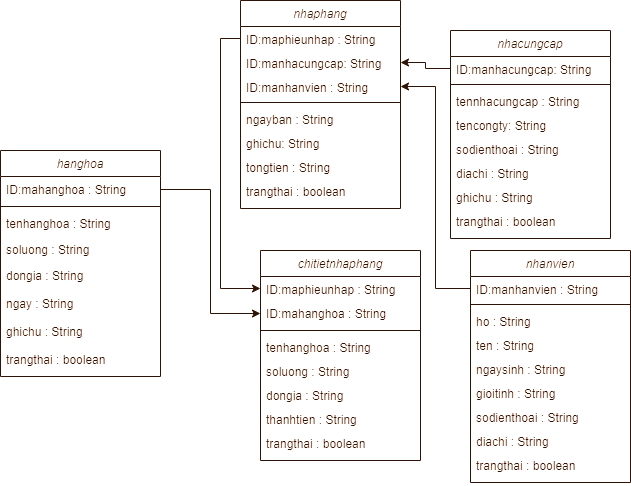 nhaphang
ID:maphieunhap : String
ID:manhacungcap: String
ID:manhanvien : String
ngayban : String
ghichu: String
tongtien : String
trangthai : boolean
nhacungcap
ID:manhacungcap: String
tennhacungcap : String
tencongty: String
sodienthoai : String
diachi : String
ghichu : String
trangthai : boolean
hanghoa
ID:mahanghoa : String
tenhanghoa : String
soluong : String
dongia : String
ngay : String
ghichu : String
trangthai : boolean
chitietnhaphang
ID:maphieunhap : String
ID:mahanghoa : String
tenhanghoa : String
soluong : String
dongia : String
thanhtien : String
trangthai : boolean
nhanvien
ID:manhanvien : String
ho : String
ten : String
ngaysinh : String
gioitinh : String
sodienthoai : String
diachi : String
trangthai : boolean